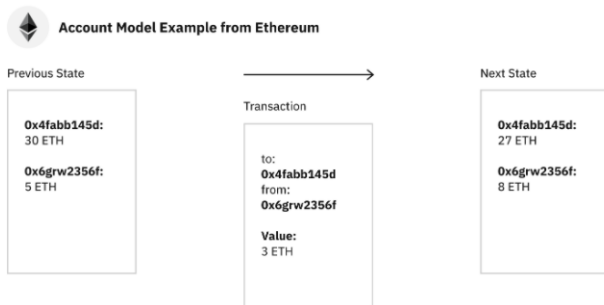 Account Model Example from Ethereum
Previous State
0x4fabb145d:
30 ETH
0x6grw2356f:
5 ETH
Transaction
to:
0x4fabb145d
from:
0x6grw2356f
Value:
3 ETH
Next State
0x4fabb145d:
27 ETH
0x6grw2356f:
8 ETH